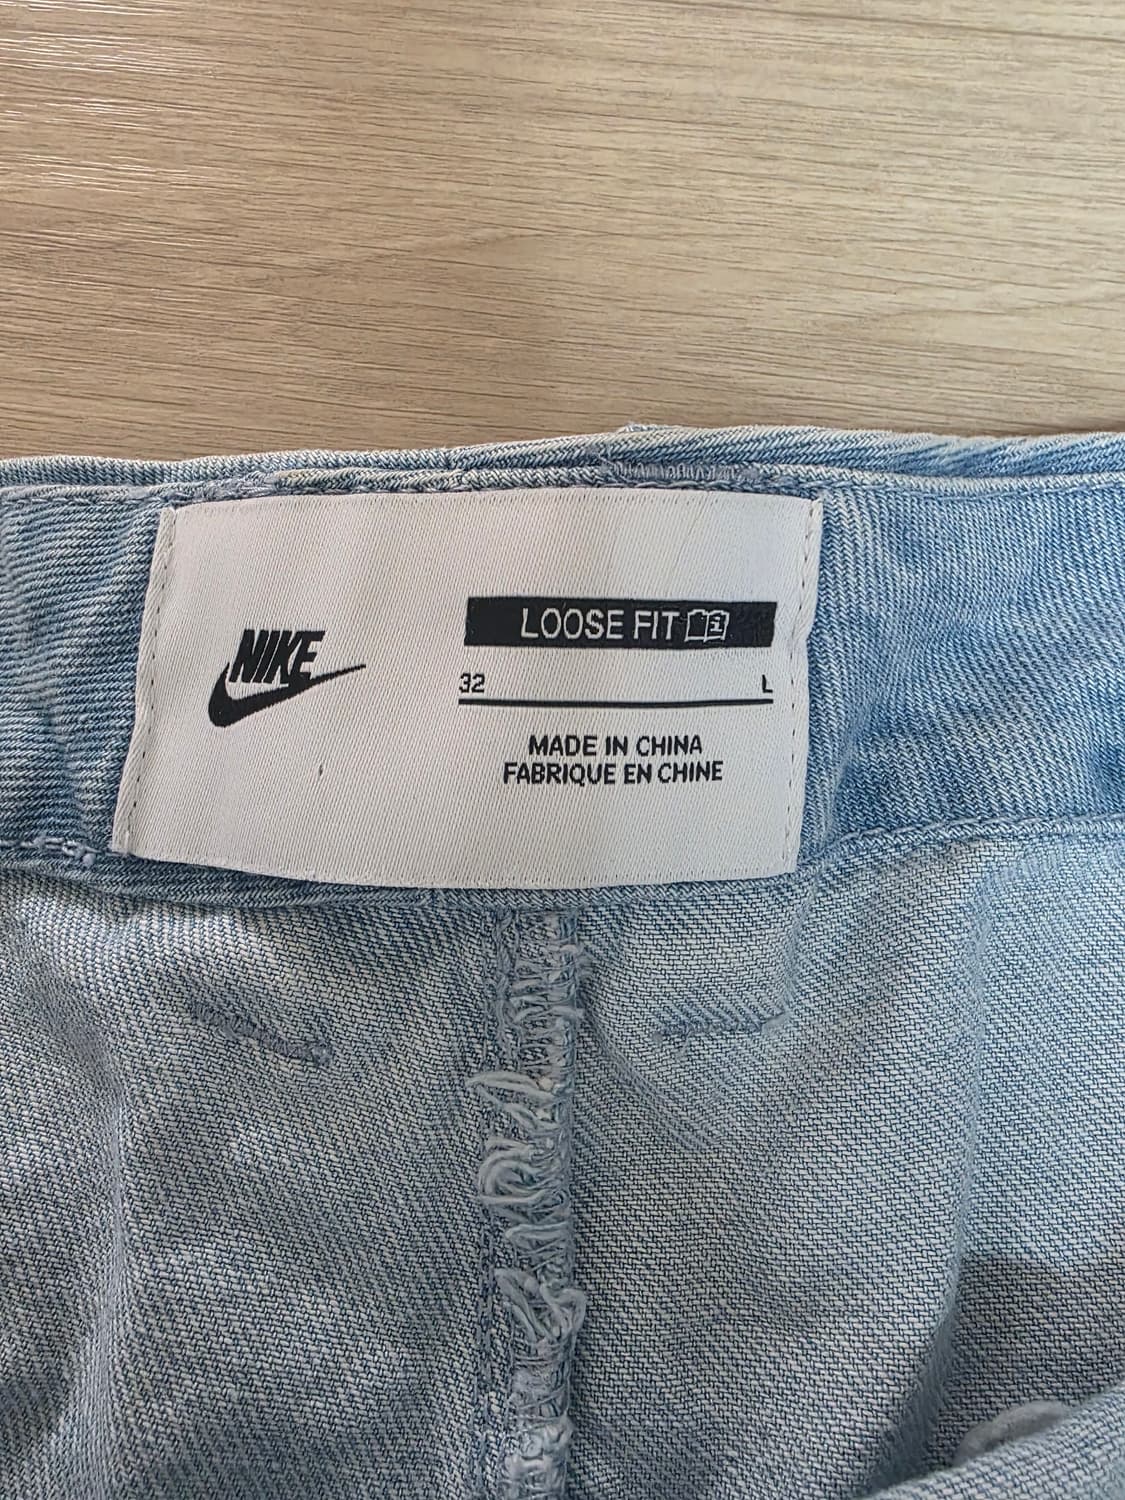 NIKE
LOOSE FIT
32 L
MADE IN CHINA
FABRIQUE EN CHINE